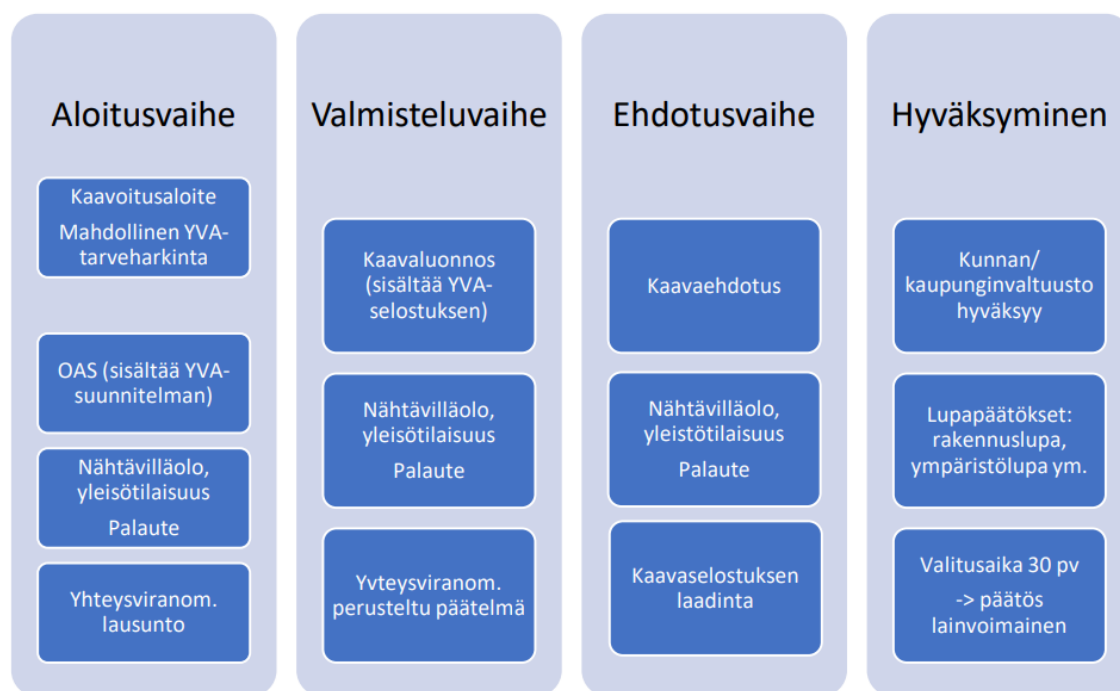 Aloitusvaihe
Kaavoitusaloite
Mahdollinen YVA-
tarveharkinta
OAS (sisältää YVA-
suunnitelman)
Nähtävilläolo,
yleisötilaisuus
Palaute
Yhteysviranom.
lausunto
Valmisteluvaihe
Kaavaluonnos
(sisältää YVA-
selostuksen)
Nähtävilläolo,
yleisötilaisuus
Palaute
Yvteysviranom.
perusteltu päätelmä
Ehdotusvaihe
Kaavaehdotus
Nähtävilläolo,
yleistötilaisuus
Palaute
Kaavaselostuksen
laadinta
Hyväksyminen
Kunnan/
kaupunginvaltuusto
hyväksyy
Lupapäätökset:
rakennuslupa,
ympäristölupa ym.
Valitusaika 30 pv
-> päätös
lainvoimainen